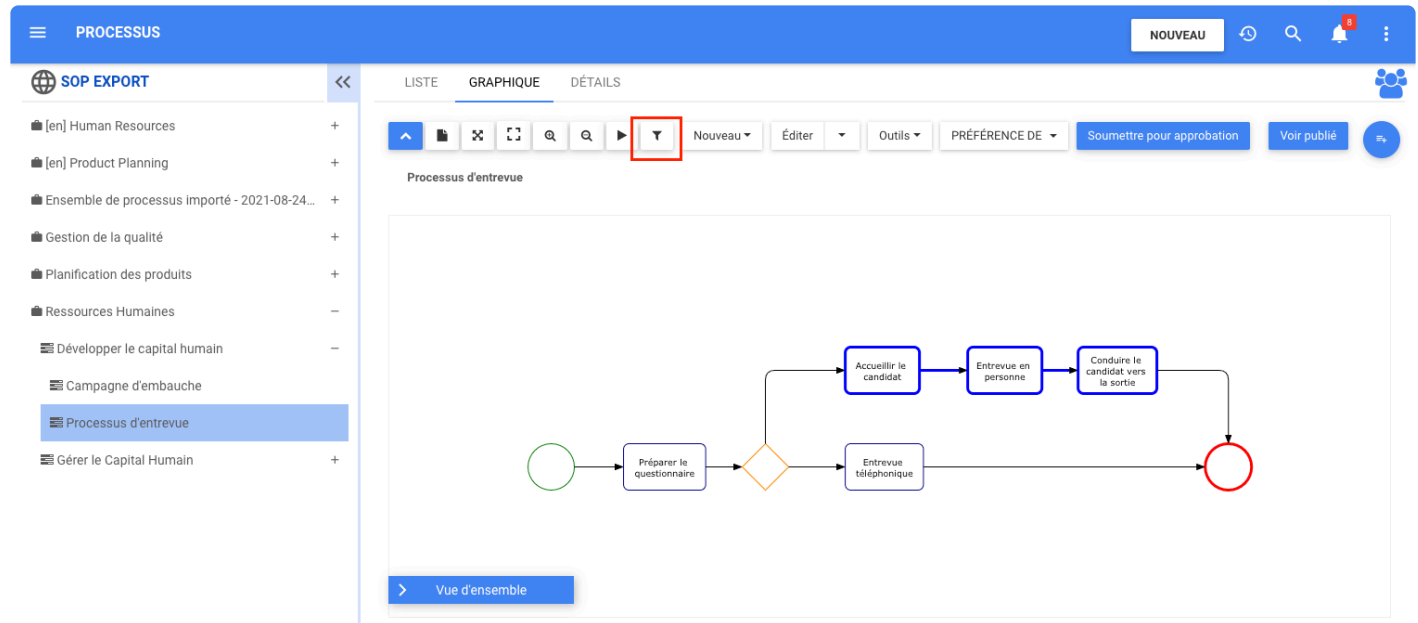 PROCESSUS
NOUVEAU
8
SOP EXPORT
LISTE GRAPHIQUE DÉTAILS
[en] Human Resources
[en] Product Planning
Ensemble de processus importé - 2021-08-24...
Gestion de la qualité
Planification des produits
Ressources Humaines
Développer le capital humain
Campagne d'embauche
Processus d'entrevue
Gérer le Capital Humain
Nouveau Éditer Outils PRÉFÉRENCE DE Soumettre pour approbation Voir publié
Processus d'entrevue
Accueillir le
candidat
Entrevue en
personne
Conduire le
candidat vers
la sortie
Préparer le
questionnaire
Entrevue
téléphonique
Vue d'ensemble